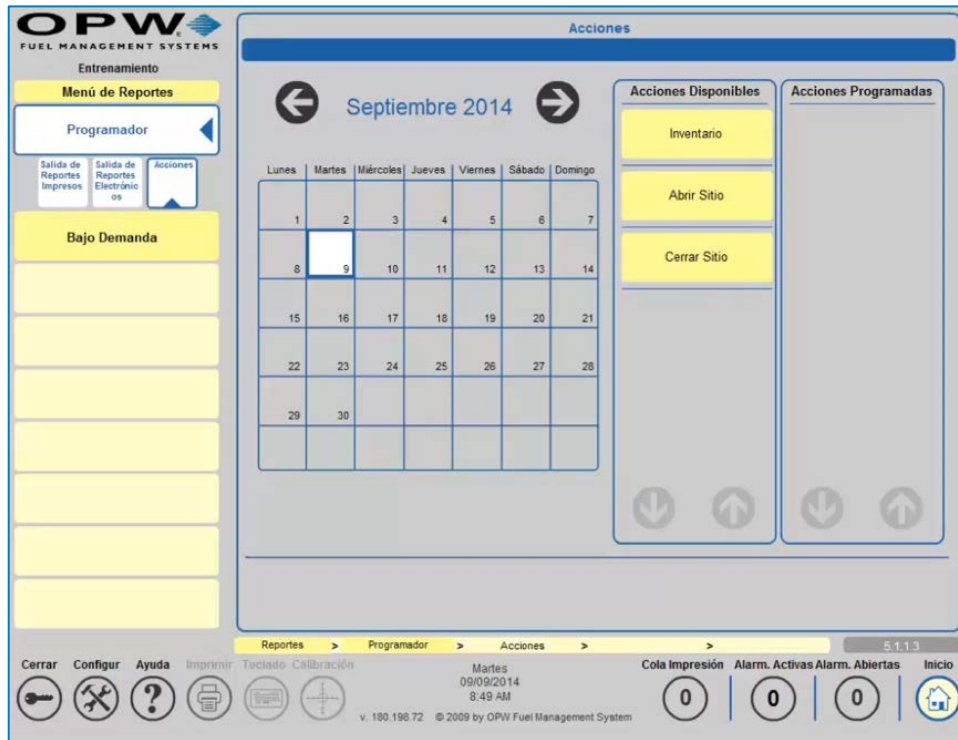 OPW
FUEL MANAGEMENT SYSTEMS
Entrenamiento
Menú de Reportes
Programador
Salida de
Reportes
Impresos
Salida de
Reportes
Electrónic
os
Acciones
Bajo Demanda
Acciones
Septiembre 2014
Lunes Martes Miércoles Jueves Viernes Sábado Domingo
1 2 3 4 5 6 7
8 9 10 11 12 13 14
15 16 17 18 19 20 21
22 23 24 25 26 27 28
29 30
Acciones Disponibles
Inventario
Abrir Sitio
Cerrar Sitio
Acciones Programadas
Reportes > Programador > Acciones > >
5.1.1.3
Cerrar Configur Ayuda Imprimir Tuclado Calibración
Martes
09/09/2014
8:49 AM
v. 180.198.72 © 2009 by OPW Fuel Management System
Cola Impresión Alarm. Activas Alarm. Abiertas Inicio
0 0 0